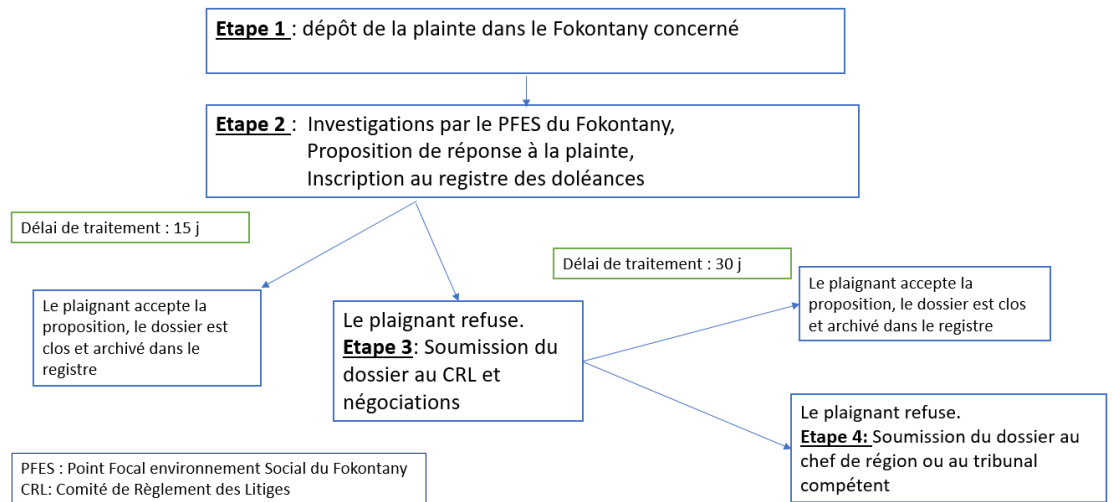 Etape 1 : dépôt de la plainte dans le Fokontany concerné
Etape 2 : Investigations par le PFES du Fokontany,
Proposition de réponse à la plainte,
Inscription au registre des doléances
Délai de traitement : 15 j
Délai de traitement : 30 j
Le plaignant accepte la
proposition, le dossier est
clos et archivé dans le
registre
Le plaignant refuse.
Etape 3: Soumission du
dossier au CRL et
négociations
Le plaignant accepte la
proposition, le dossier est clos
et archivé dans le registre
Le plaignant refuse.
Etape 4: Soumission du dossier au
chef de région ou au tribunal
compétent
PFES : Point Focal environnement Social du Fokontany
CRL: Comité de Règlement des Litiges